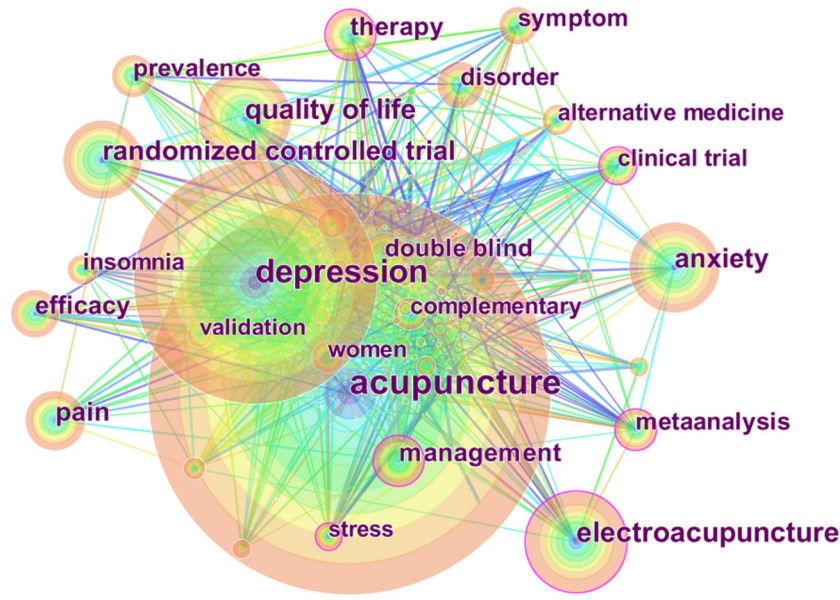 therapy
symptom
prevalence
disorder
quality of life
alternative medicine
randomized controlled trial
clinical trial
double blind
insomnia
depression
anxiety
efficacy
complementary
validation
women
acupuncture
pain
metaanalysis
management
stress
electroacupuncture